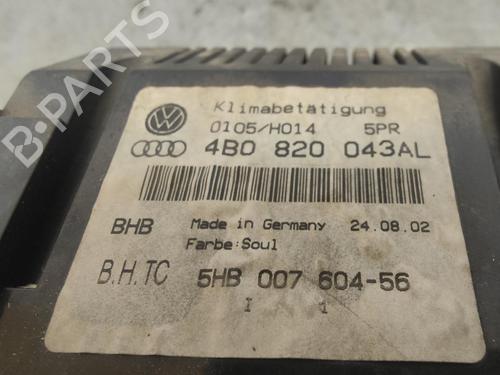 Klimabetätigung
0105/H014 5PR
4B0 820 043AL
BHB Made in Germany 24.08.02
Farbe:Soul
B.H.TC 5HB 007 604-56
B-PARTS